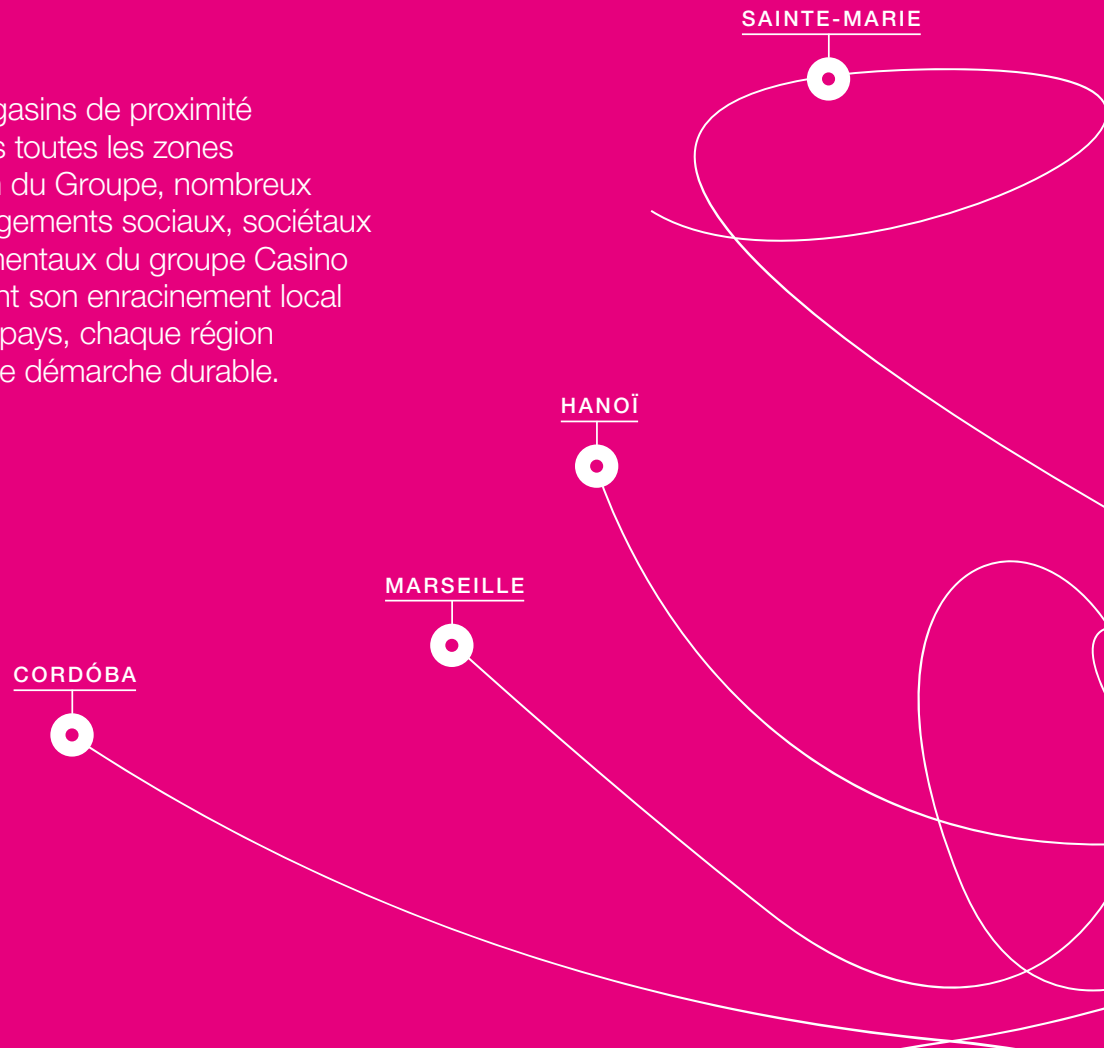 SAINTE-MARIE
gasins de proximité
s toutes les zones
du Groupe, nombreux
gements sociaux, sociétaux
nentaux du groupe Casino
nt son enracinement local
pays, chaque région
e démarche durable.
HANOÏ
MARSEILLE
CORDÓBA